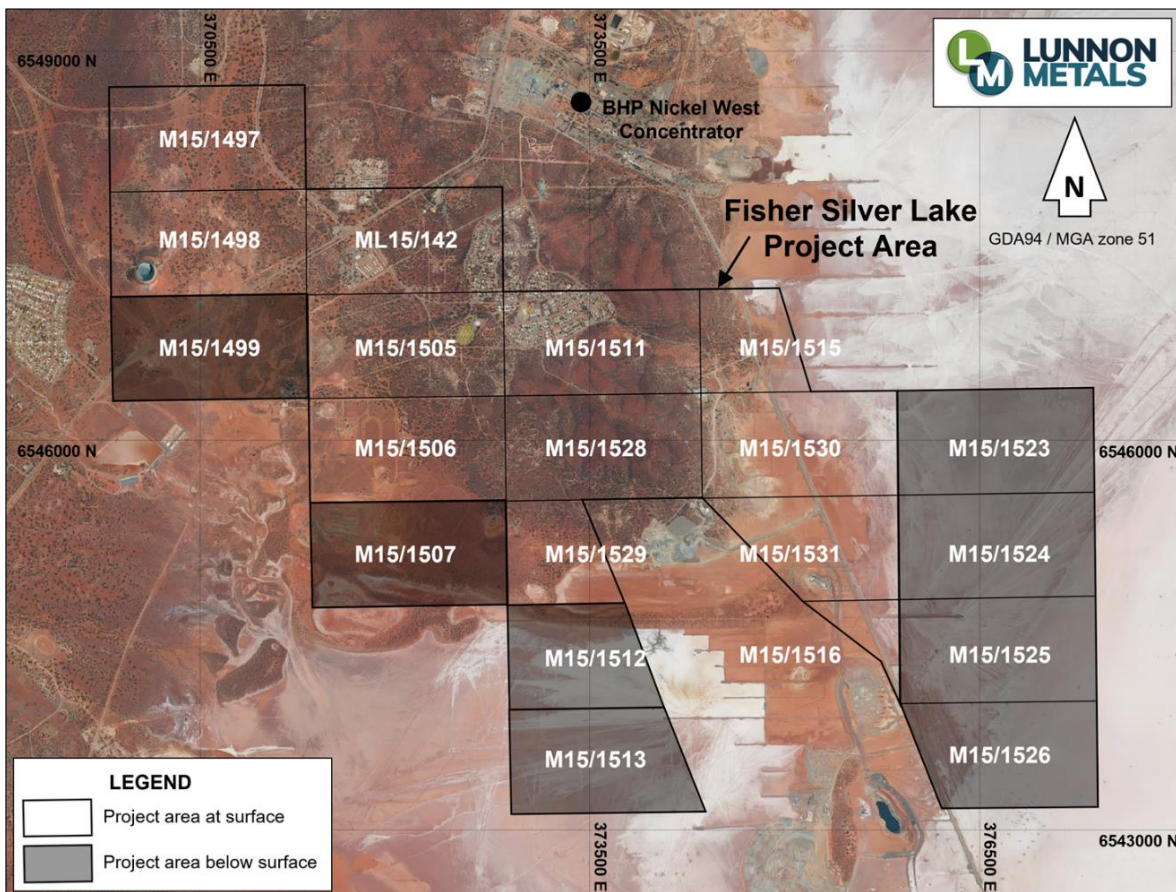 370500 E
373500 E
6549000 N
LM
LUNNON
METALS
BHP Nickel West
Concentrator
M15/1497
N
Fisher Silver Lake
Project Area
GDA94 / MGA zone 51
M15/1498
ML15/142
M15/1499
M15/1505
M15/1511
M15/1515
M15/1506
M15/1528
M15/1530
M15/1523
6546000 N
6546000 N
M15/1507
M15/1529
M15/1531
M15/1524
M15/1512
M15/1516
M15/1525
M15/1513
M15/1526
LEGEND
Project area at surface
Project area below surface
373500 E
376500 E
6543000 N